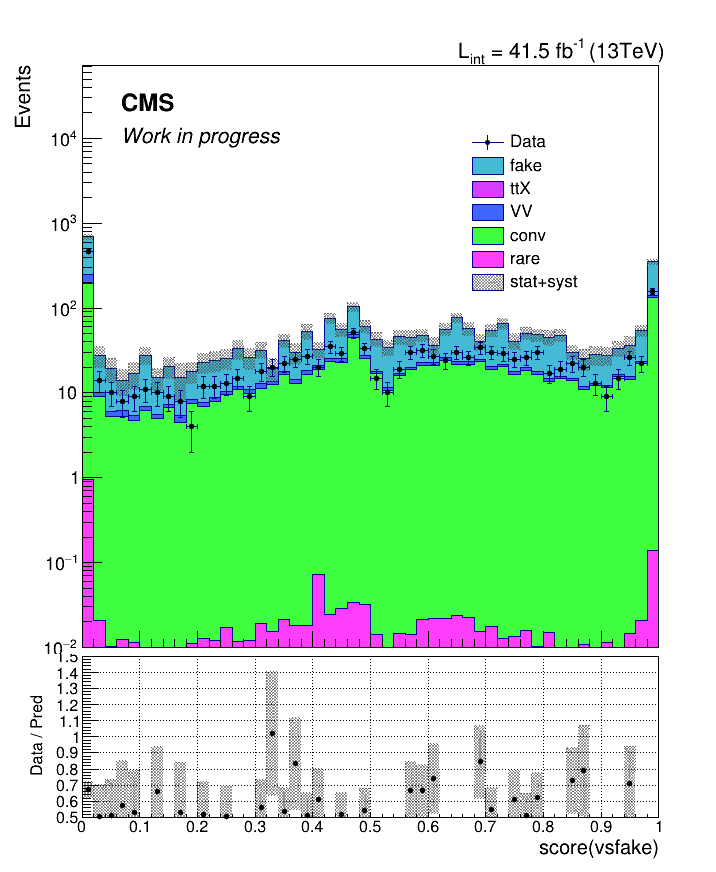 L_int = 41.5 fb^-1 (13TeV)
Events
CMS
Work in progress
Data
fake
ttX
VV
conv
rare
stat+syst
10^4
10^3
10^2
10
1
10^-1
10^-2
Data / Pred
1.5
1.4
1.3
1.2
1.1
1
0.9
0.8
0.7
0.6
0.5
0 0.1 0.2 0.3 0.4 0.5 0.6 0.7 0.8 0.9 1
score(vsfake)